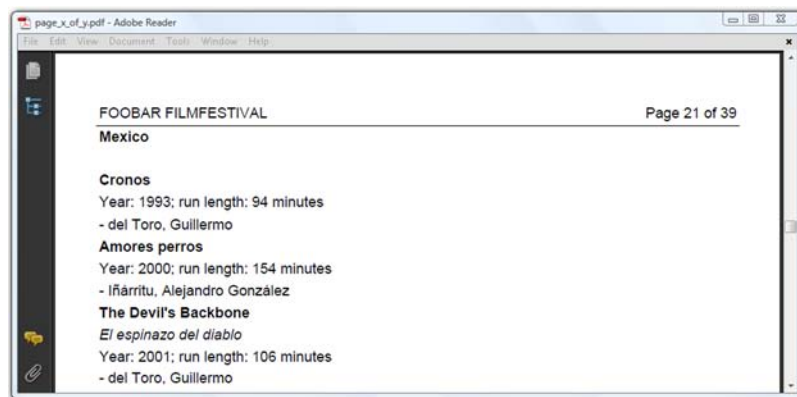 page_x_of_y.pdf - Adobe Reader
File Edit View Document Tools Window Help
FOOBAR FILMFESTIVAL Page 21 of 39
Mexico
Cronos
Year: 1993; run length: 94 minutes
- del Toro, Guillermo
Amores perros
Year: 2000; run length: 154 minutes
- Iñárritu, Alejandro González
The Devil's Backbone
El espinazo del diablo
Year: 2001; run length: 106 minutes
- del Toro, Guillermo